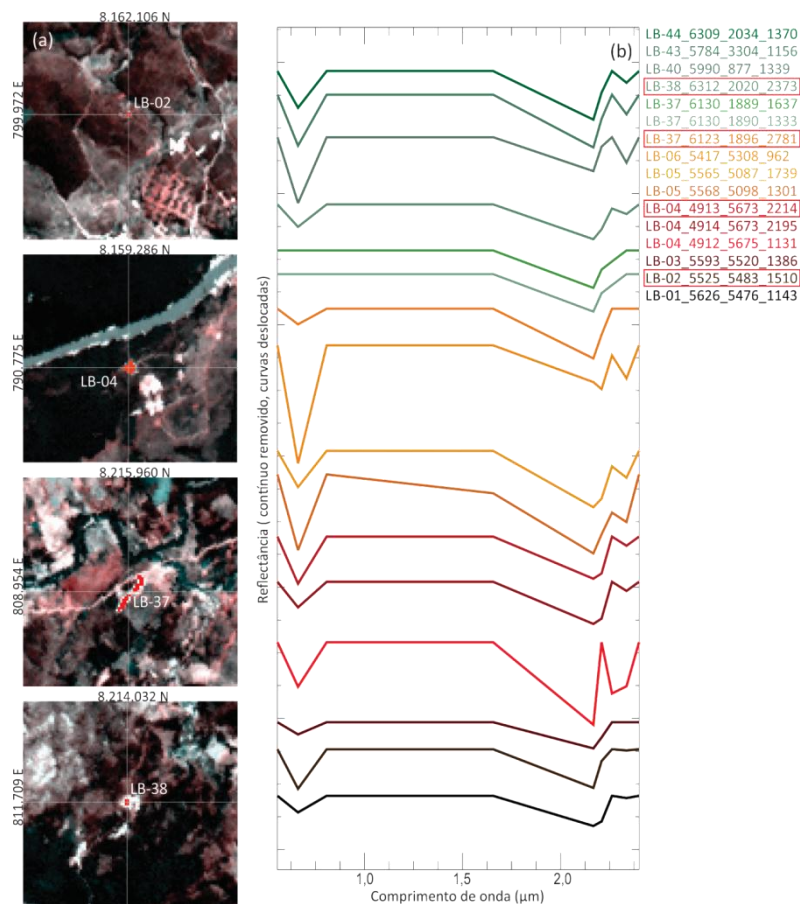 8.162.106 N
(a)
799.972 E
LB-02
8.159.286 N
790.775 E
LB-04
8.215.960 N
808.954 E
LB-37
8.214.032 N
811.709 E
LB-38
(b)
Reflectância ( contínuo removido, curvas deslocadas)
1,0
1,5
2,0
Comprimento de onda (µm)
LB-44_6309_2034_1370
LB-43_5784_3304_1156
LB-40_5990_877_1339
LB-38_6312_2020_2373
LB-37_6130_1889_1637
LB-37_6130_1890_1333
LB-37_6123_1896_2781
LB-06_5417_5308_962
LB-05_5565_5087_1739
LB-05_5568_5098_1301
LB-04_4913_5673_2214
LB-04_4914_5673_2195
LB-04_4912_5675_1131
LB-03_5593_5520_1386
LB-02_5525_5483_1510
LB-01_5626_5476_1143